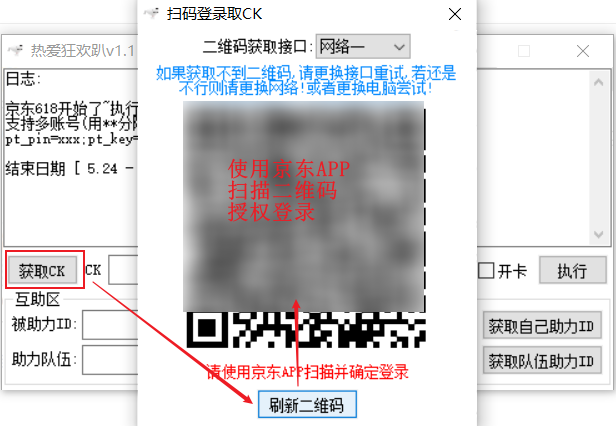 扫码登录取CK
二维码获取接口:
网络一
热爱狂欢趴v1.1
日志:
京东618开始了~执行
支持多账号(用**分
pt_pin=xxx;pt_key=
结束日期 [ 5.24 -
如果获取不到二维码,请更换接口重试,若还是
不行则请更换网络!或者更换电脑尝试!
使用京东APP
扫描二维码
授权登录
获取CK
CK
开卡
执行
互助区
被助力ID:
获取自己助力ID
助力队伍:
获取队伍助力ID
请使用京东APP扫描并确定登录
刷新二维码